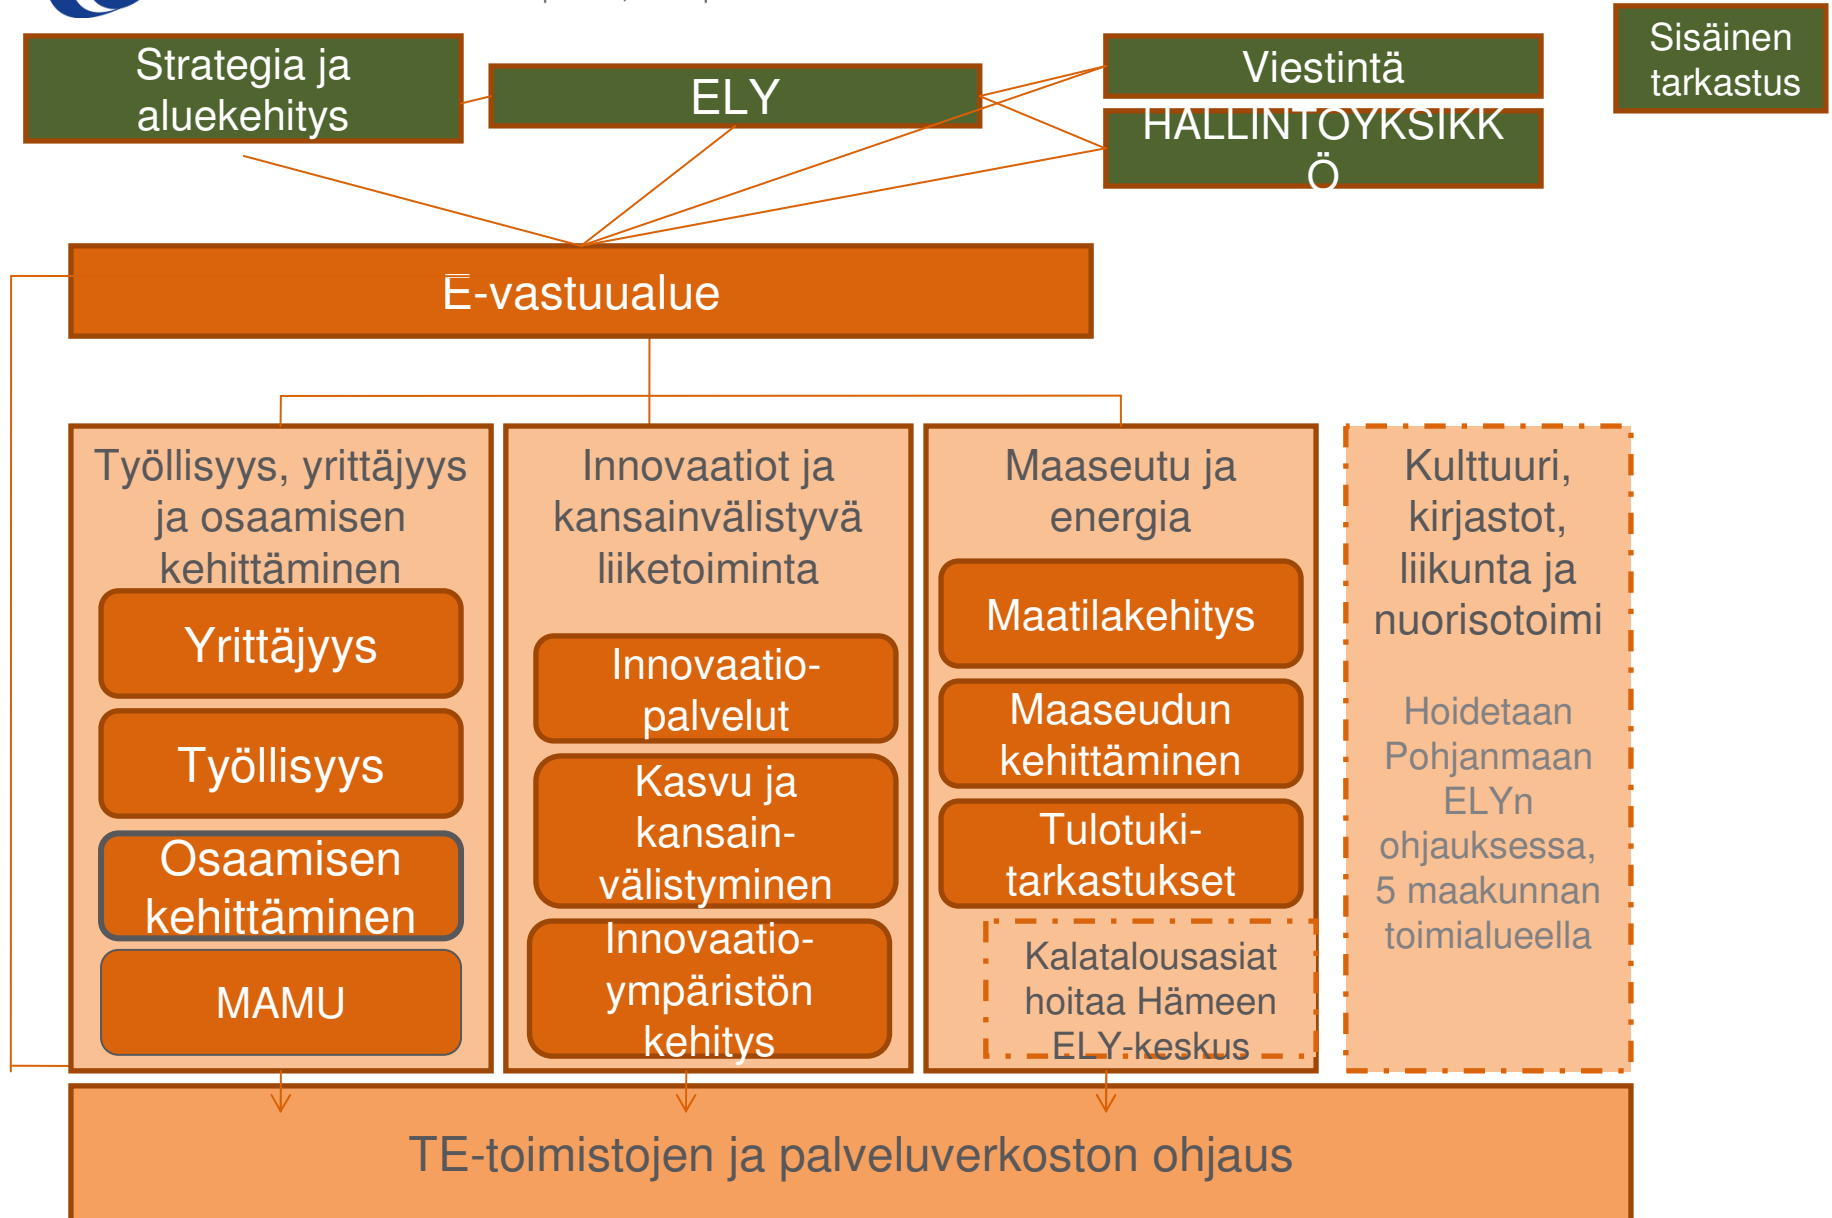 Strategia ja
aluekehitys
ELY
Viestintä
HALLINTOYKSIKK
Ö
Sisäinen
tarkastus
E-vastuualue
Työllisyys, yrittäjyys
ja osaamisen
kehittäminen
Yrittäjyys
Työllisyys
Osaamisen
kehittäminen
MAMU
Innovaatiot ja
kansainvälistyvä
liiketoiminta
Innovaatio-
palvelut
Kasvu ja
kansain-
välistyminen
Innovaatio-
ympäristön
kehitys
Maaseutu ja
energia
Maatilakehitys
Maaseudun
kehittäminen
Tulotuki-
tarkastukset
Kalatalousasiat
hoitaa Hämeen
ELY-keskus
Kulttuuri,
kirjastot,
liikunta ja
nuorisotoimi
Hoidetaan
Pohjanmaan
ELYn
ohjauksessa,
5 maakunnan
toimialueella
TE-toimistojen ja palveluverkoston ohjaus